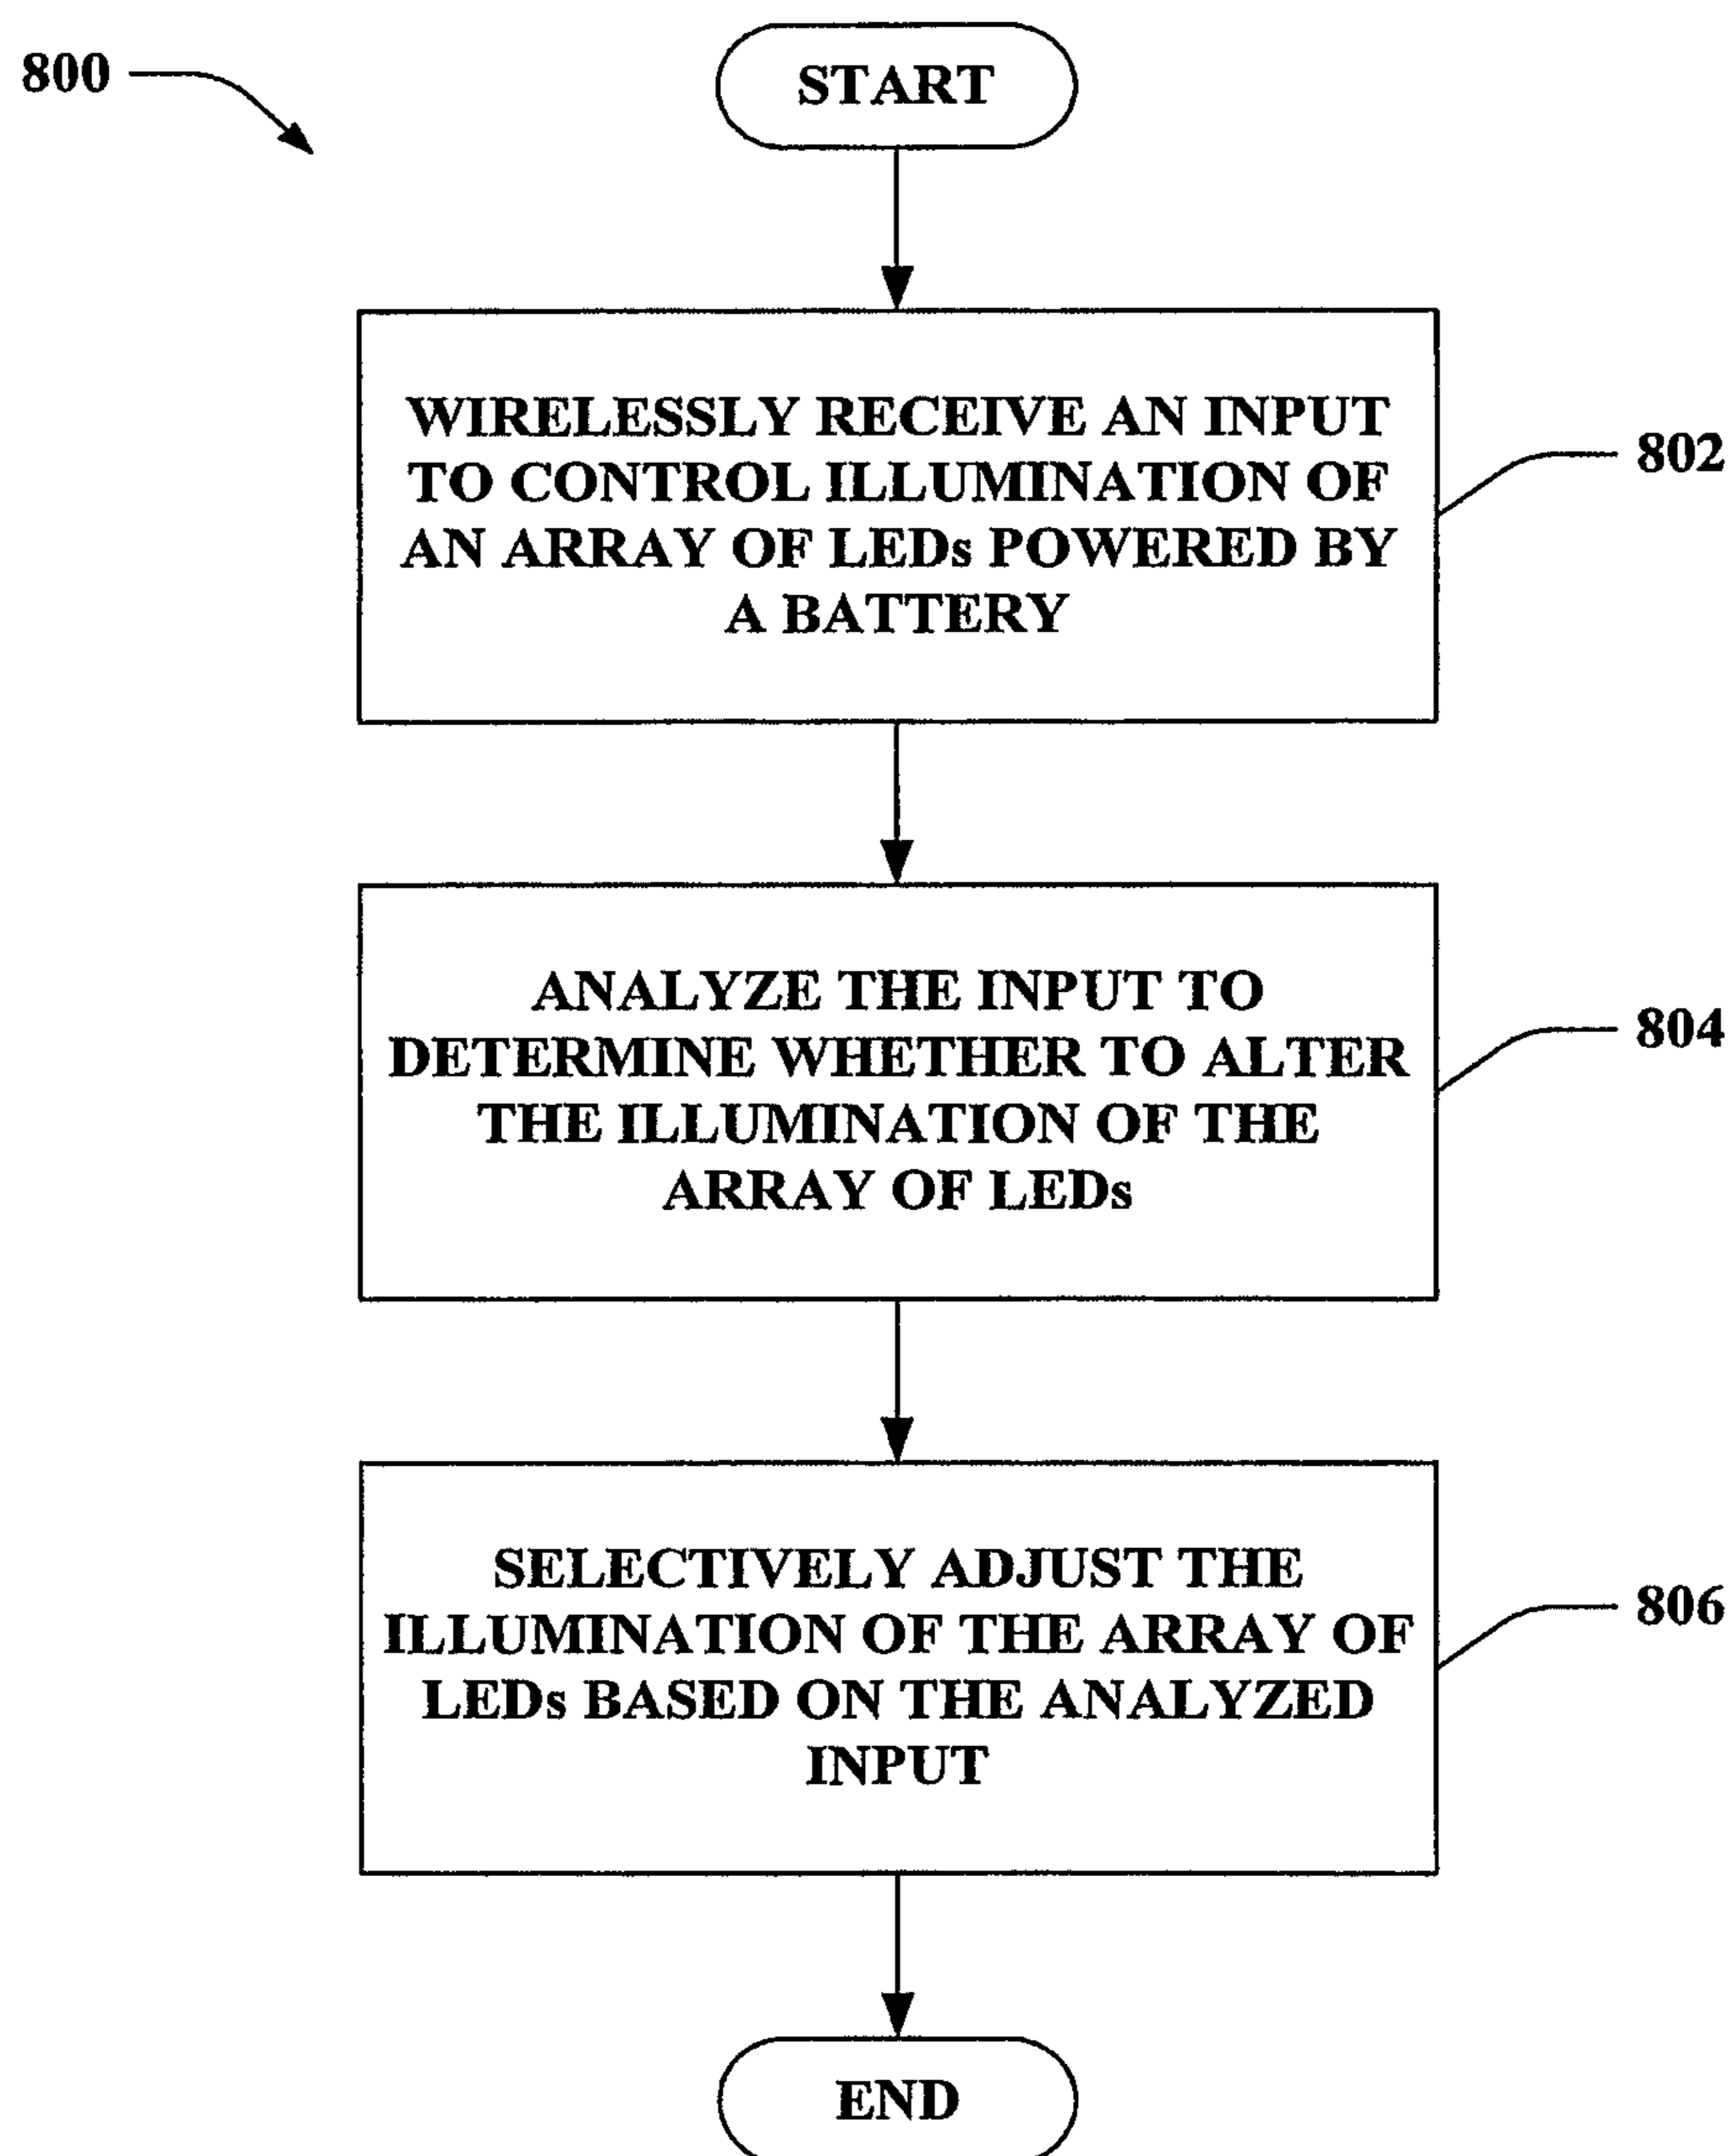 800
START
WIRELESSLY RECEIVE AN INPUT
TO CONTROL ILLUMINATION OF
AN ARRAY OF LEDs POWERED BY
A BATTERY
802
ANALYZE THE INPUT TO
DETERMINE WHETHER TO ALTER
THE ILLUMINATION OF THE
ARRAY OF LEDs
804
SELECTIVELY ADJUST THE
ILLUMINATION OF THE ARRAY OF
LEDs BASED ON THE ANALYZED
INPUT
806
END